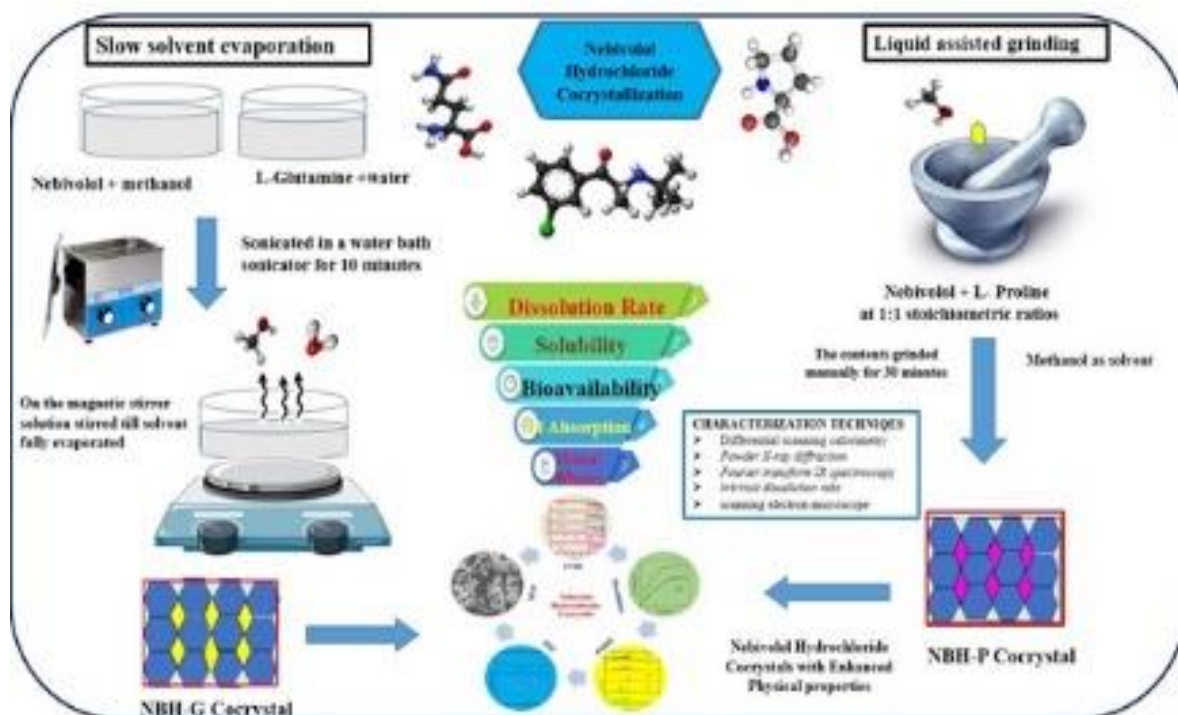 Slow solvent evaporation
Nebivolol + methanol
L-Glutamine +water
Sonicated in a water bath
sonicator for 10 minutes
On the magnetic stirrer
solution stirred till solvent
fully evaporated
NBH-G Cocrystal
Nebivolol
Hydrochloride
Cocrystallization
Dissolution Rate
Solubility
Bioavailability
Absorption
CHARACTERIZATION TECHNIQES
Differential scanning calorimetry
Powder X-ray diffraction
Fourier transform IR spectroscopy
intrinsic dissolution rate
scanning electron microscope
Liquid assisted grinding
Nebivolol + L- Proline
at 1:1 stoichiometric ratios
The contents grinded
manually for 30 minutes
Methanol as solvent
NBH-P Cocrystal
Nebivolol Hydrochloride
Cocrystals with Enhanced
Physical properties